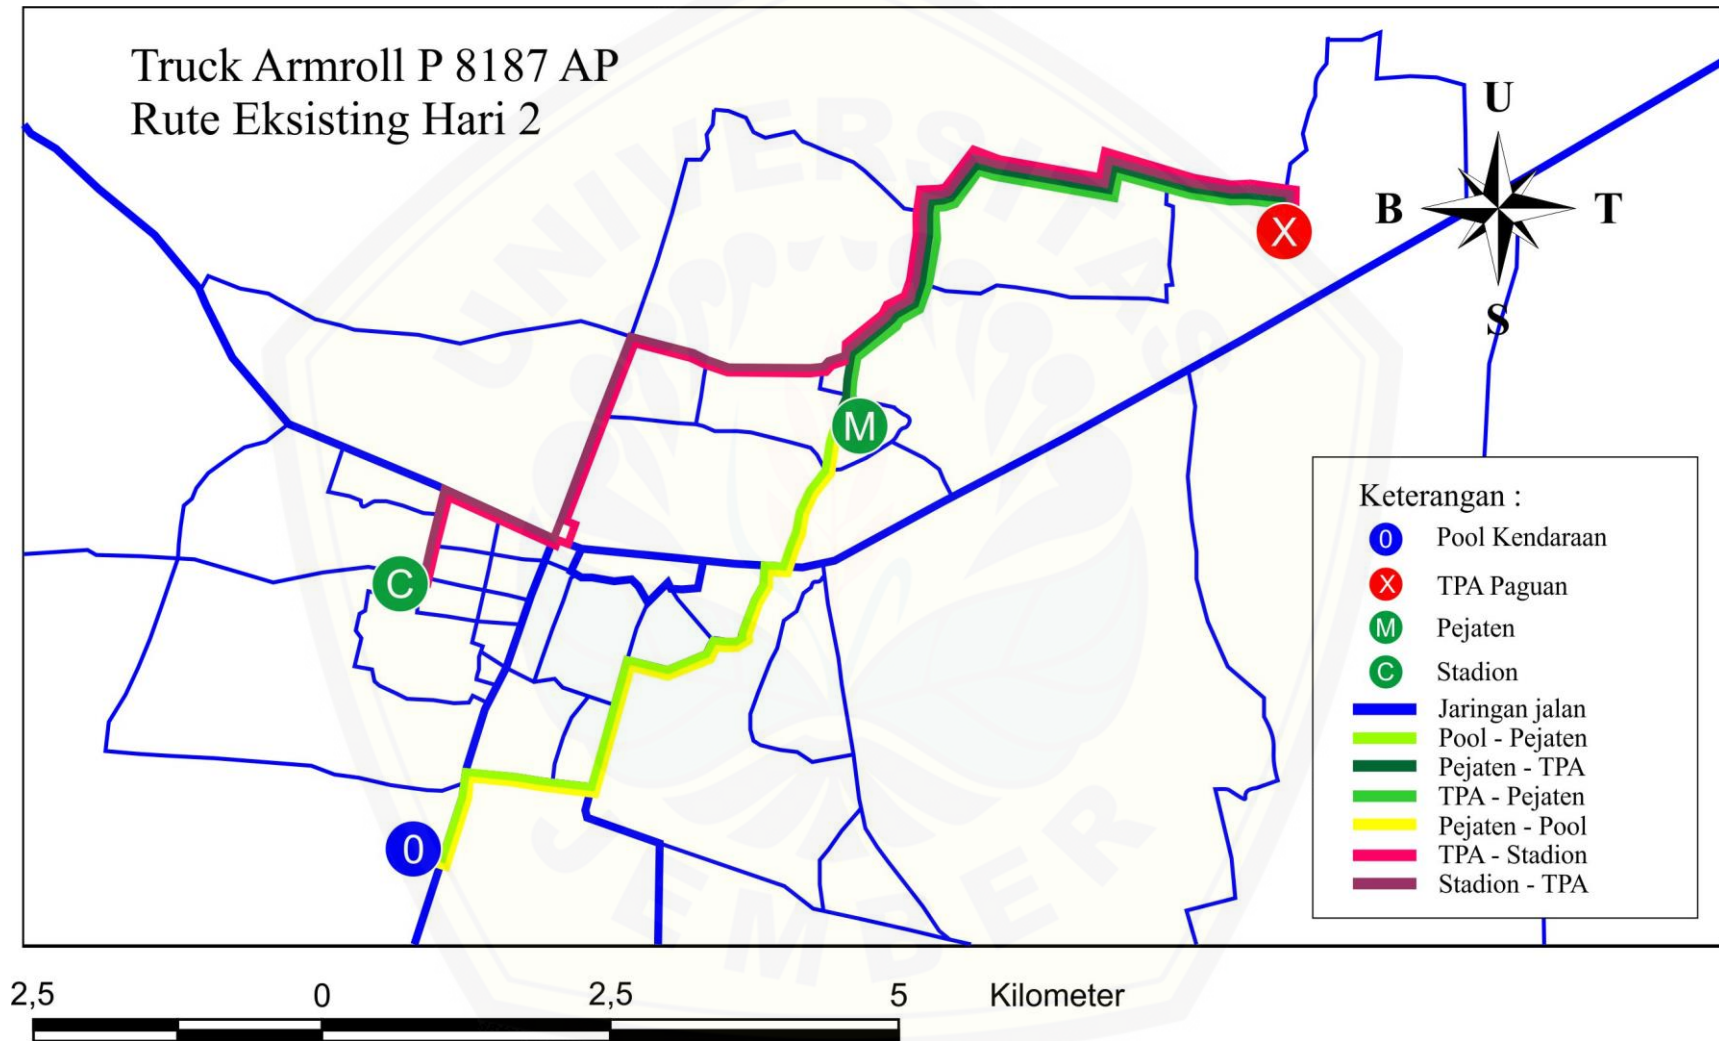 Truck Armroll P 8187 AP
Rute Eksisting Hari 2
UNIVERSITAS
JEMBER
U
B
T
S
X
M
C
0
Keterangan :
0 Pool Kendaraan
X TPA Paguan
M Pejaten
C Stadion
Jaringan jalan
Pool - Pejaten
Pejaten - TPA
TPA - Pejaten
Pejaten - Pool
TPA - Stadion
Stadion - TPA
2,5 0 2,5 5 Kilometer